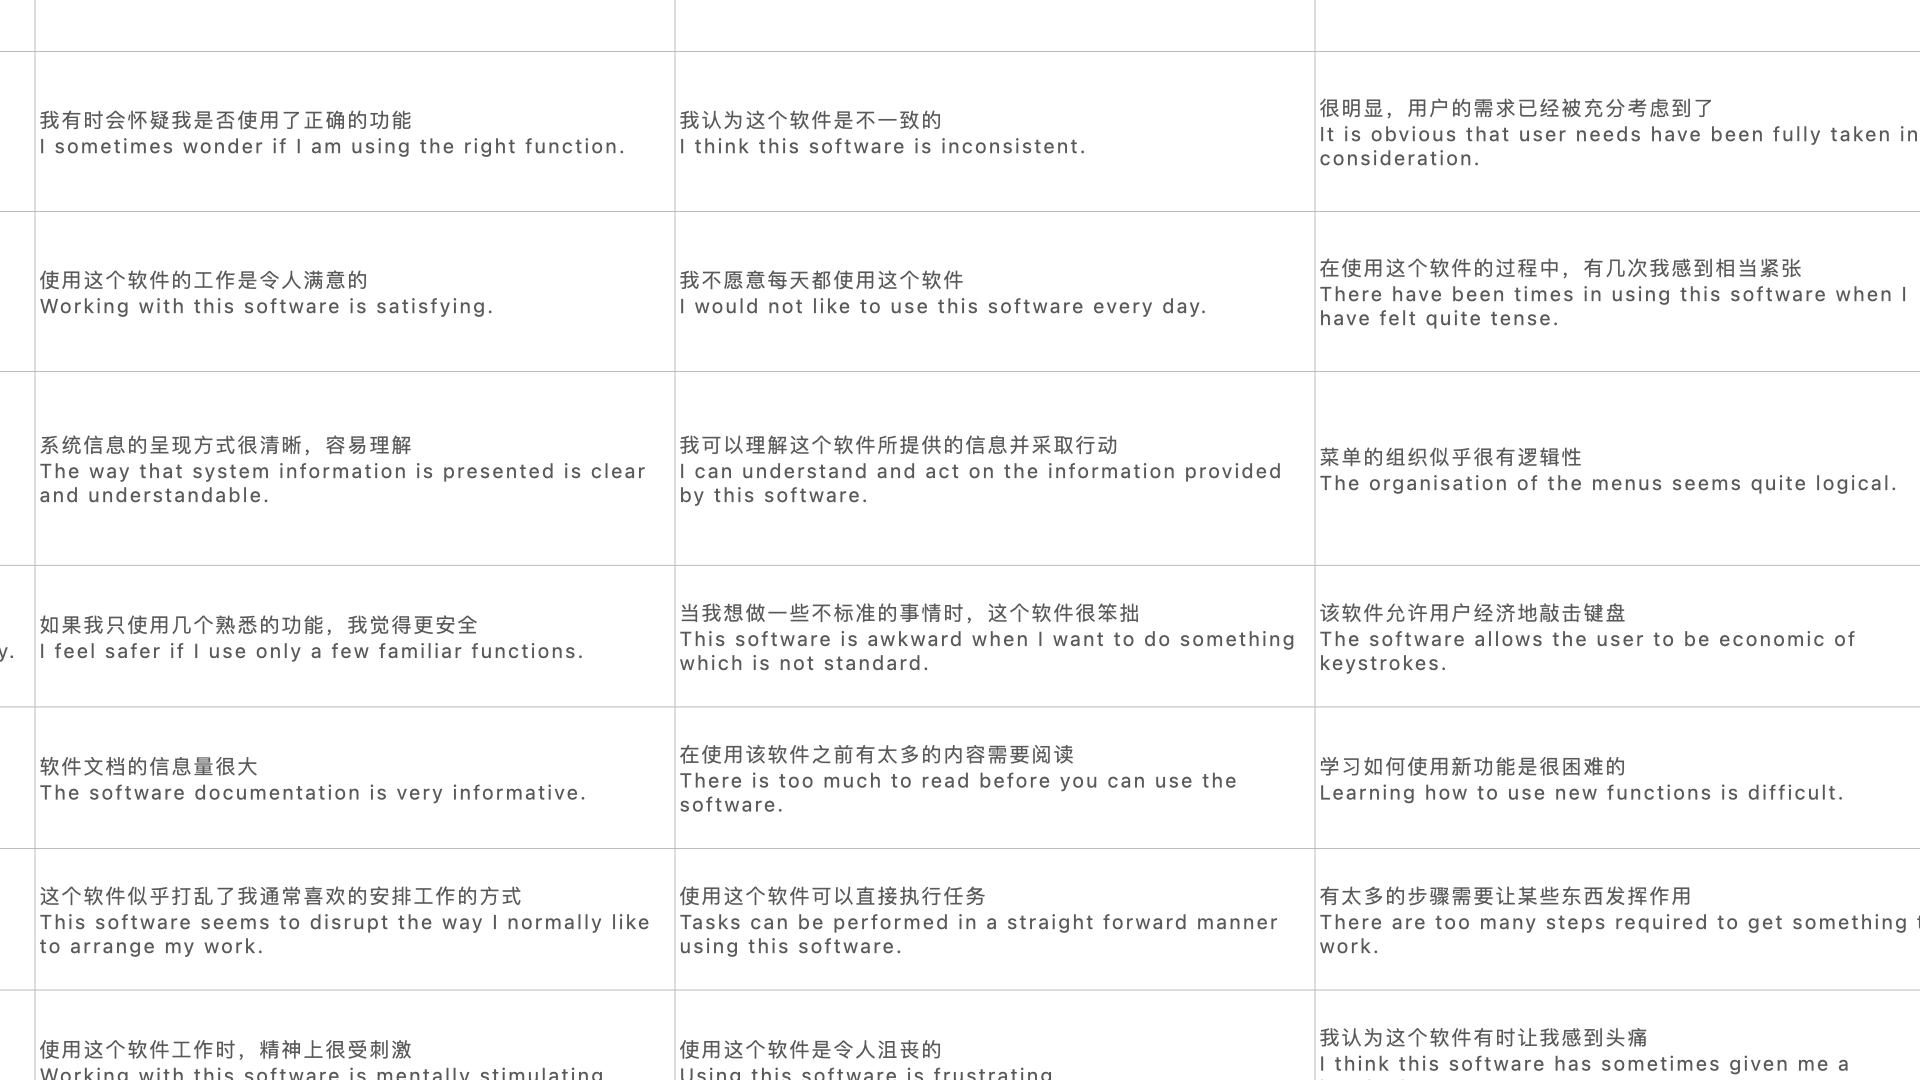 我有时会怀疑我是否使用了正确的功能
I sometimes wonder if I am using the right function.
我认为这个软件是不一致的
I think this software is inconsistent.
很明显，用户的需求已经被充分考虑到了
It is obvious that user needs have been fully taken in
consideration.
使用这个软件的工作是令人满意的
Working with this software is satisfying.
我不愿意每天都使用这个软件
I would not like to use this software every day.
在使用这个软件的过程中，有几次我感到相当紧张
There have been times in using this software when I
have felt quite tense.
系统信息的呈现方式很清晰，容易理解
The way that system information is presented is clear
and understandable.
我可以理解这个软件所提供的信息并采取行动
I can understand and act on the information provided
by this software.
菜单的组织似乎很有逻辑性
The organisation of the menus seems quite logical.
y.
如果我只使用几个熟悉的功能，我觉得更安全
I feel safer if I use only a few familiar functions.
当我想做一些不标准的事情时，这个软件很笨拙
This software is awkward when I want to do something
which is not standard.
该软件允许用户经济地敲击键盘
The software allows the user to be economic of
keystrokes.
软件文档的信息量很大
The software documentation is very informative.
在使用该软件之前有太多的内容需要阅读
There is too much to read before you can use the
software.
学习如何使用新功能是很困难的
Learning how to use new functions is difficult.
这个软件似乎打乱了我通常喜欢的安排工作的方式
This software seems to disrupt the way I normally like
to arrange my work.
使用这个软件可以直接执行任务
Tasks can be performed in a straight forward manner
using this software.
有太多的步骤需要让某些东西发挥作用
There are too many steps required to get something
work.
使用这个软件工作时，精神上很受刺激
Working with this software is mentally stimulating
使用这个软件是令人沮丧的
Using this software is frustrating
我认为这个软件有时让我感到头痛
I think this software has sometimes given me a